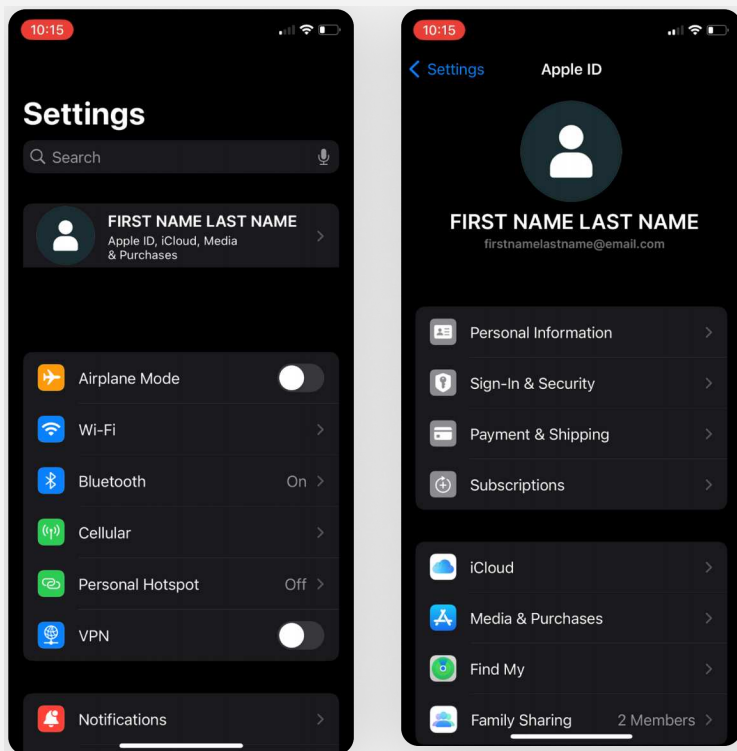 10:15
Settings
Search
FIRST NAME LAST NAME
Apple ID, iCloud, Media
& Purchases
Airplane Mode
Wi-Fi
Bluetooth On
Cellular
Personal Hotspot Off
VPN
Notifications
10:15
Settings Apple ID
FIRST NAME LAST NAME
firstnamelastname@email.com
Personal Information
Sign-In & Security
Payment & Shipping
Subscriptions
iCloud
Media & Purchases
Find My
Family Sharing 2 Members